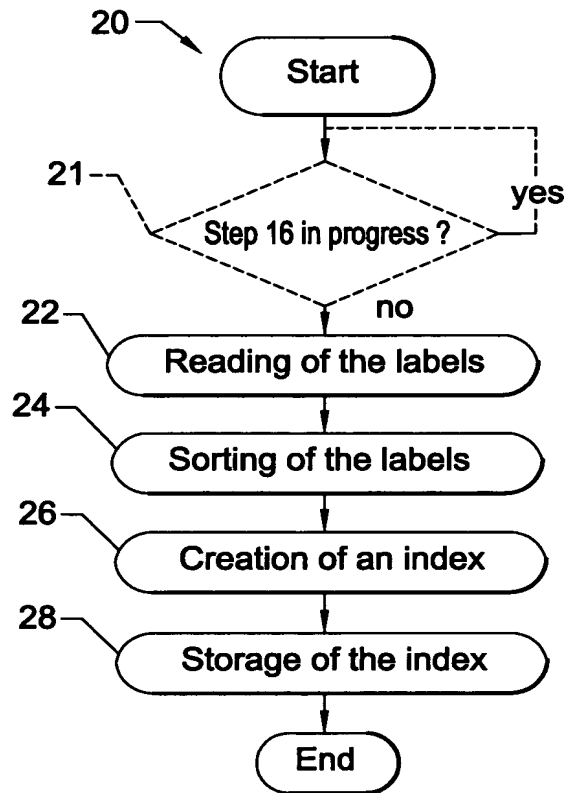 20
Start
21
yes
Step 16 in progress ?
no
22
Reading of the labels
24
Sorting of the labels
26
Creation of an index
28
Storage of the index
End